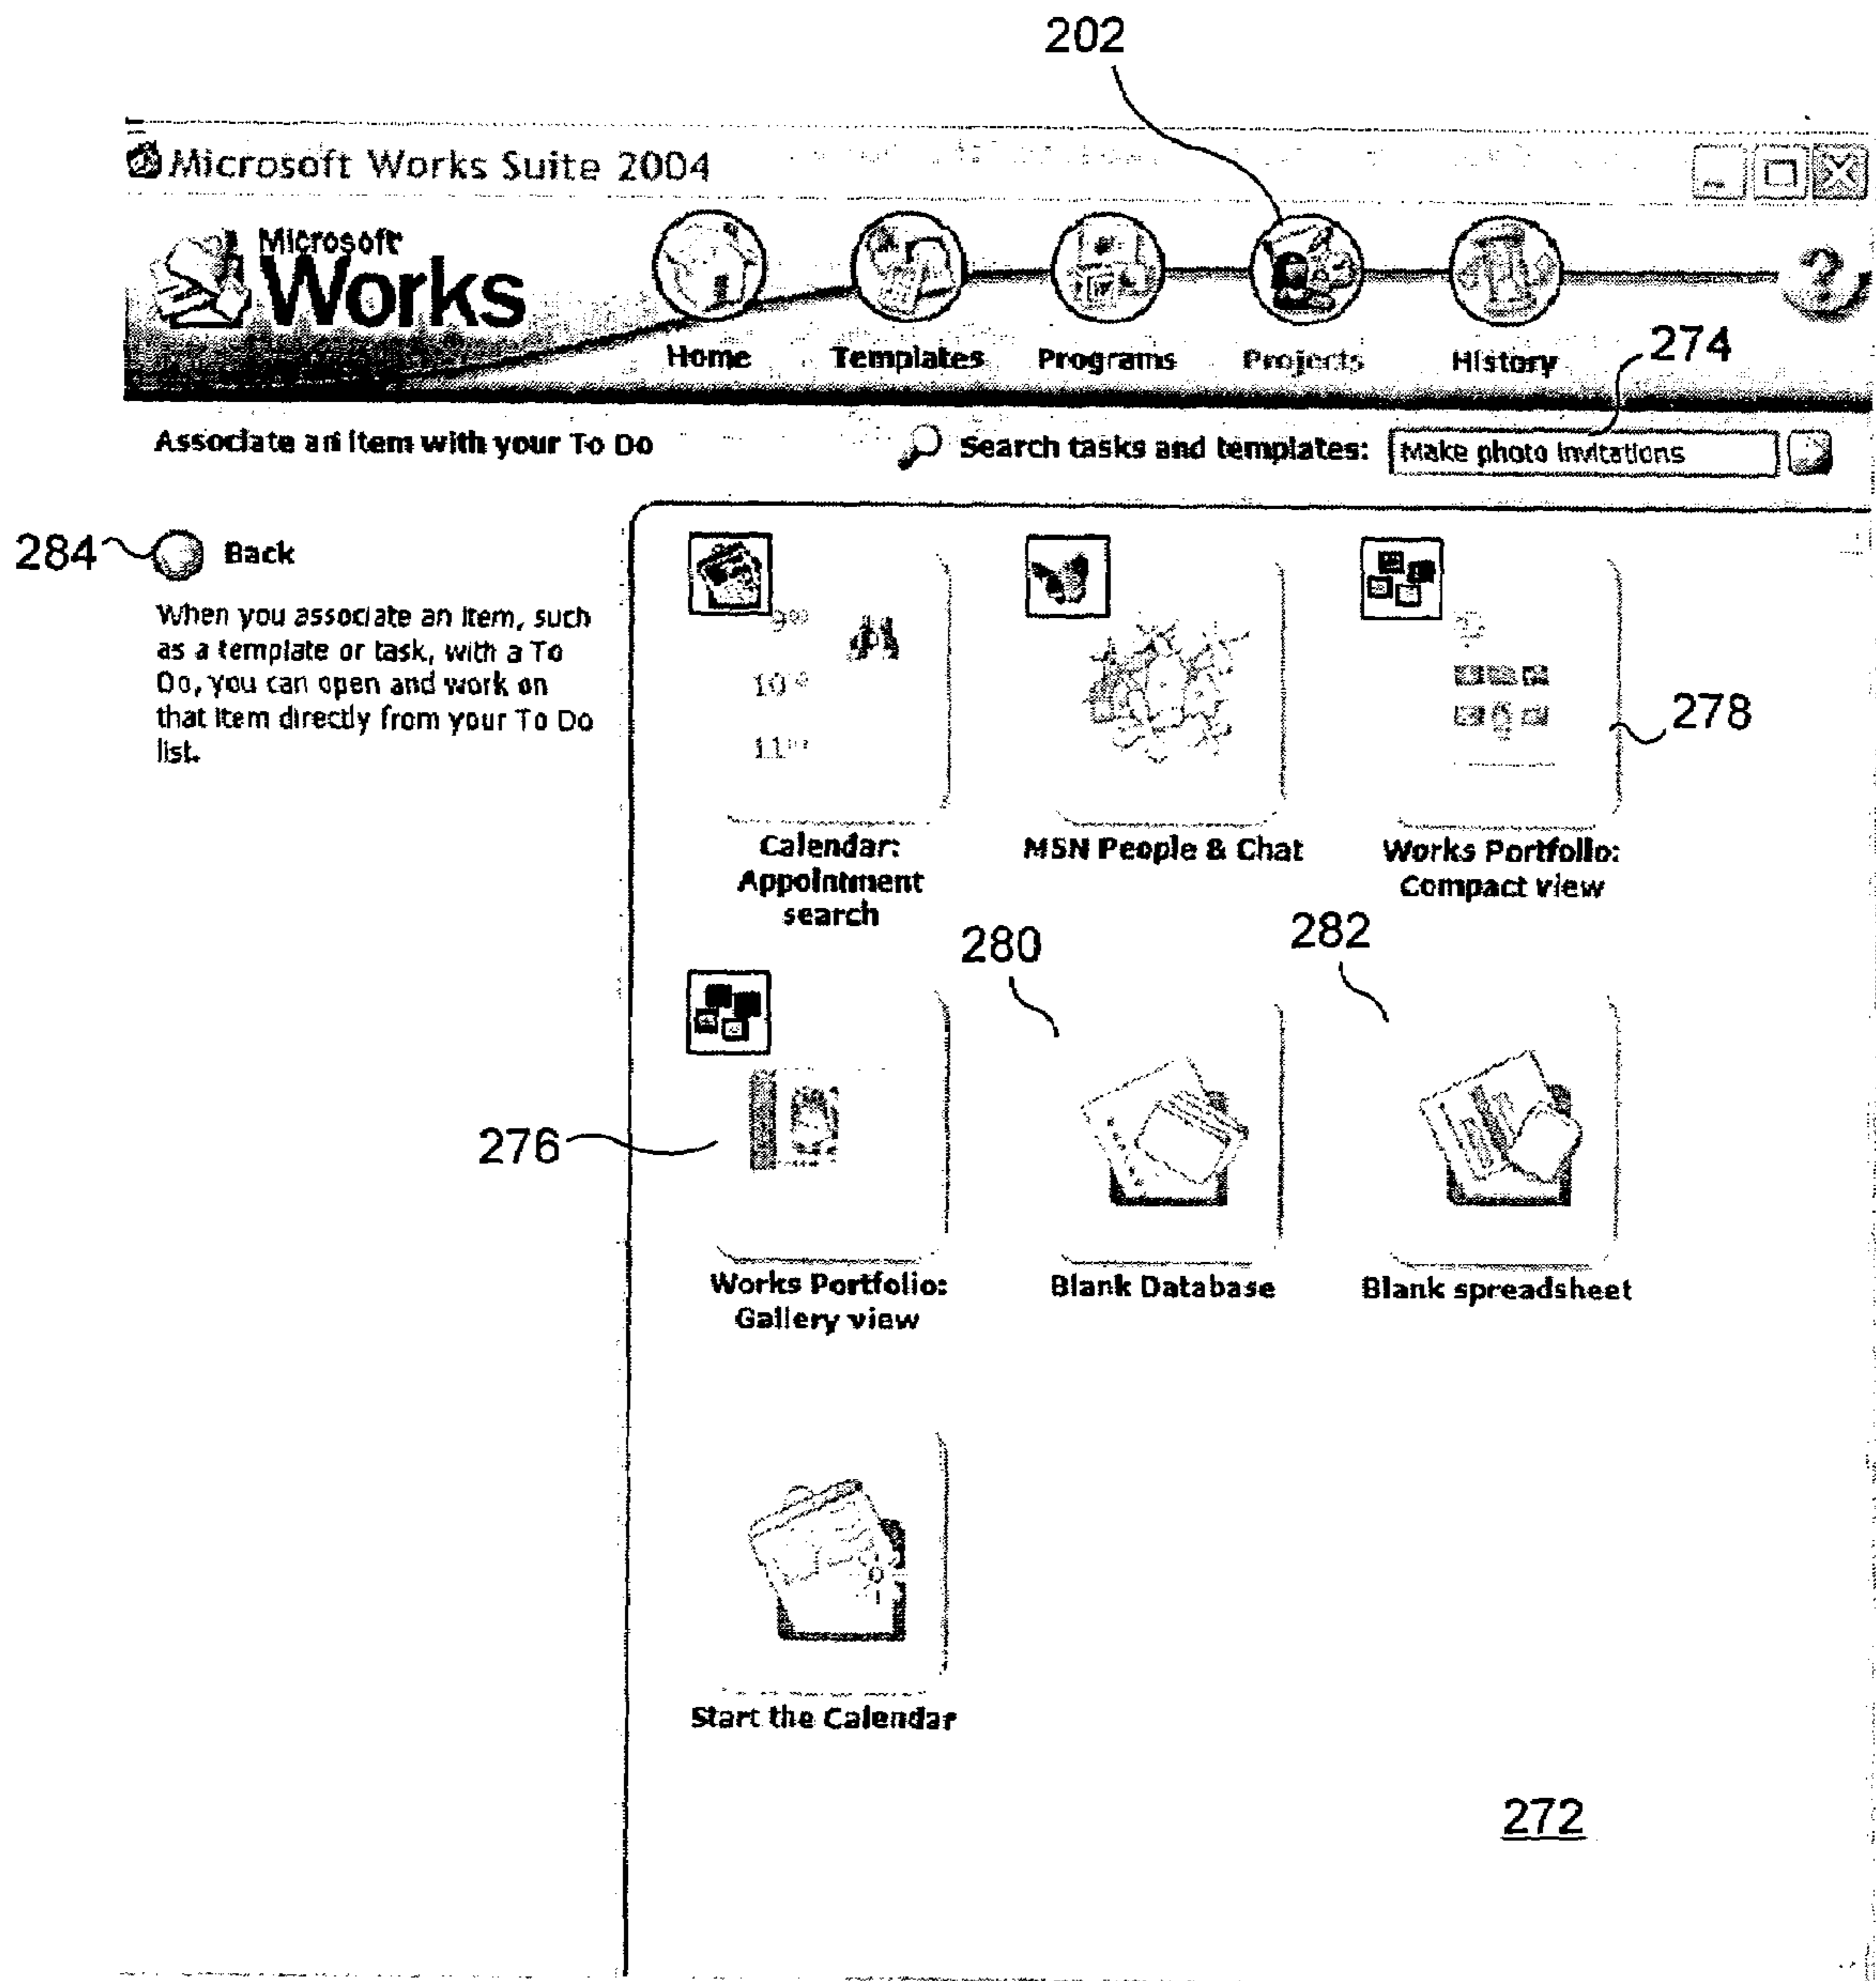 202
Microsoft Works Suite 2004
Microsoft
Works
Home
Templates
Programs
Projects
History
?
274
Associate an item with your To Do
Search tasks and templates:
Make photo invitations
284
Back
When you associate an item, such
as a template or task, with a To
Do, you can open and work on
that item directly from your To Do
list.
9
10
11
278
Calendar:
Appointment
search
MSN People & Chat
Works Portfolio:
Compact view
280
282
276
Works Portfolio:
Gallery view
Blank Database
Blank spreadsheet
Start the Calendar
272